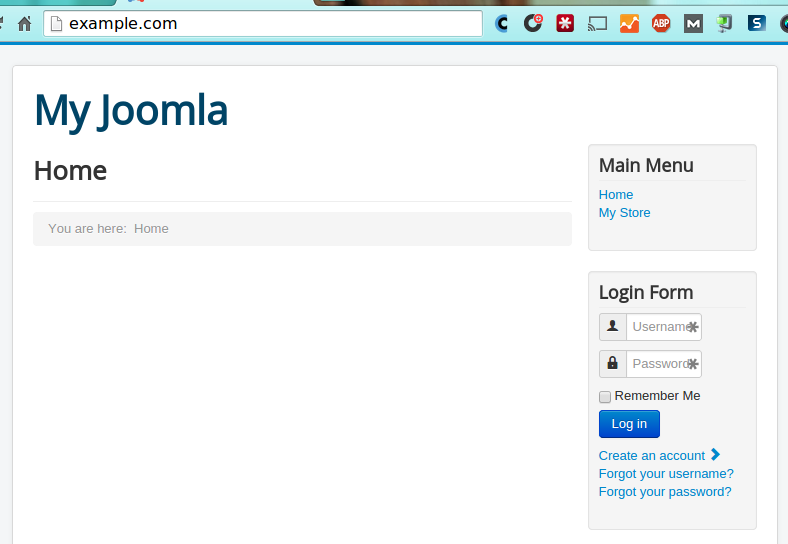 example.com
ABP
M
S
My Joomla
Home
You are here: Home
Main Menu
Home
My Store
Login Form
Username
Password
Remember Me
Log in
Create an account
Forgot your username?
Forgot your password?